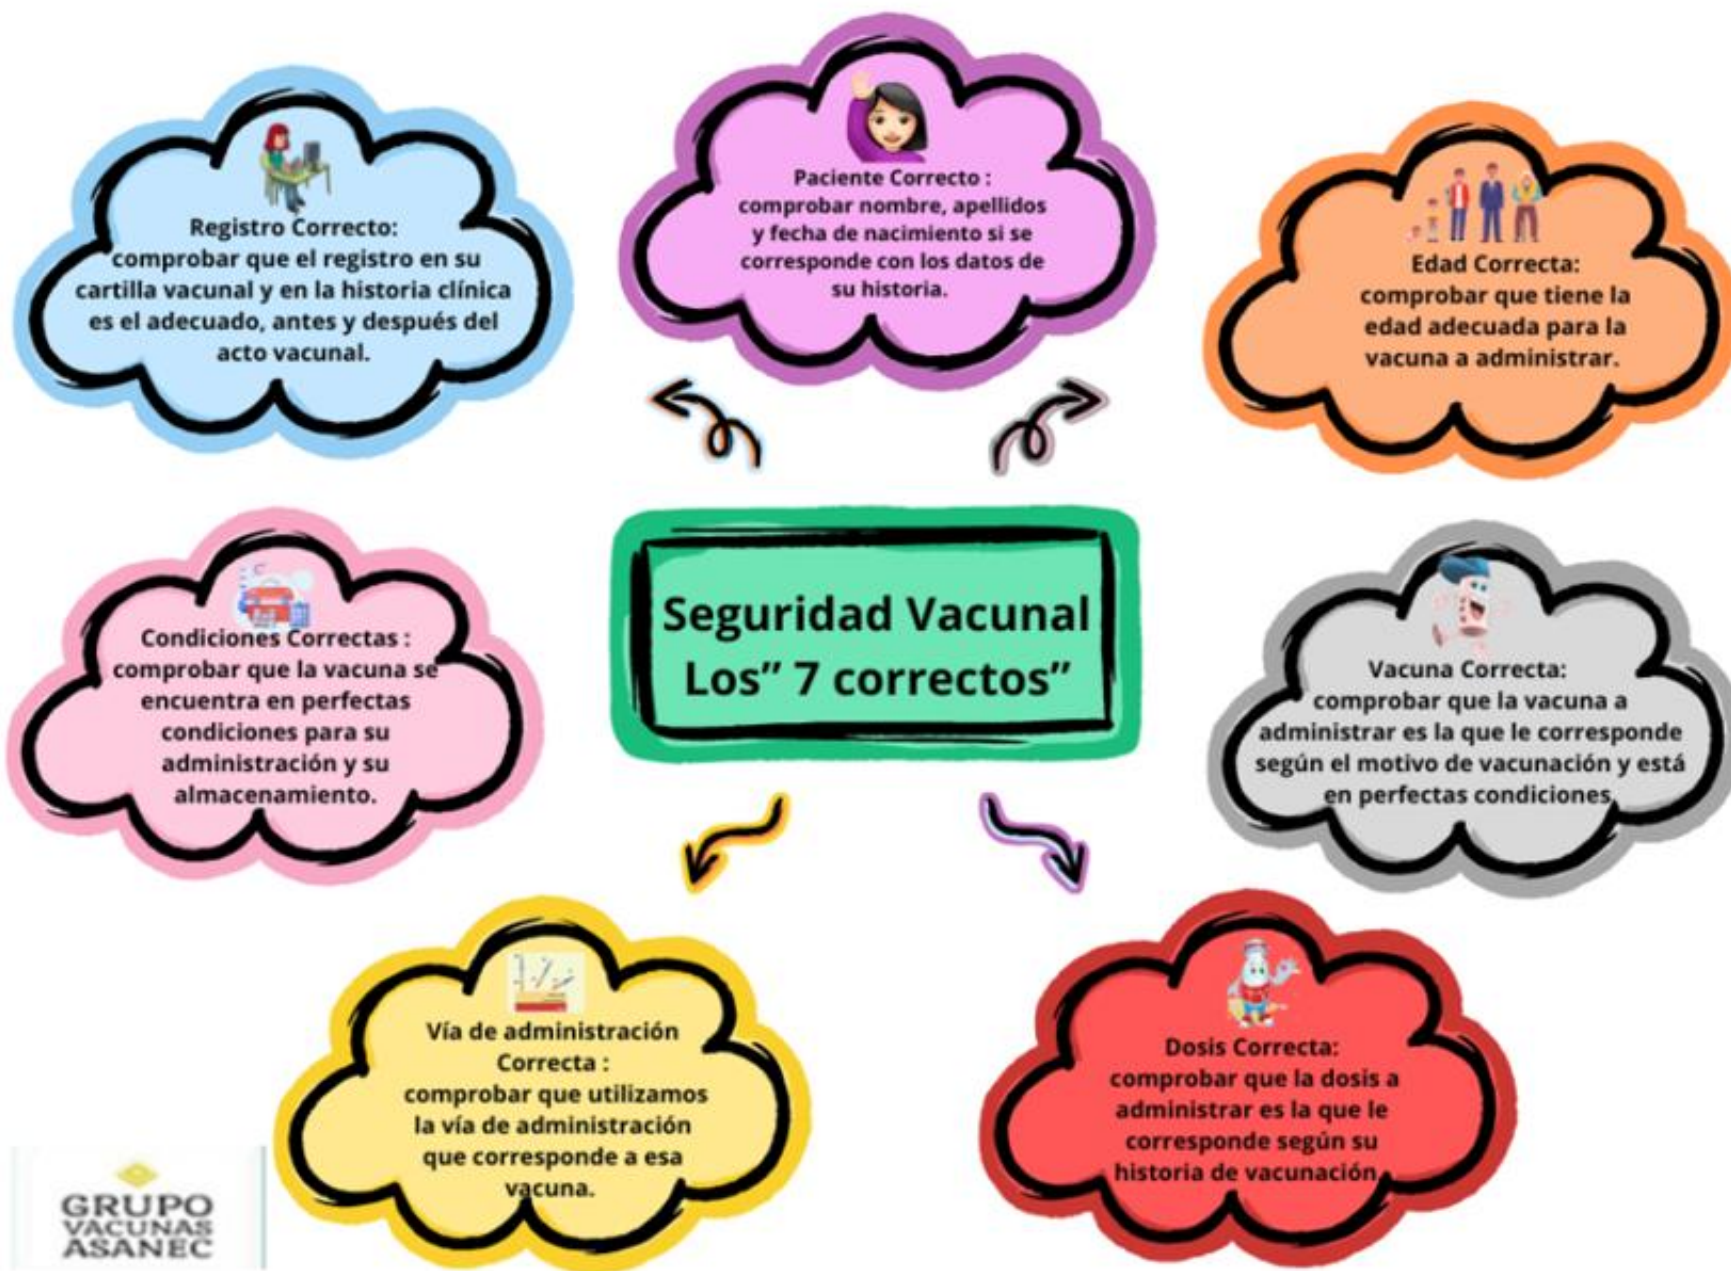 Paciente Correcto :
comprobar nombre, apellidos
y fecha de nacimiento si se
corresponde con los datos de
su historia.
Registro Correcto:
comprobar que el registro en su
cartilla vacunal y en la historia clínica
es el adecuado, antes y después del
acto vacunal.
Edad Correcta:
comprobar que tiene la
edad adecuada para la
vacuna a administrar.
Seguridad Vacunal
Los" 7 correctos"
Condiciones Correctas :
comprobar que la vacuna se
encuentra en perfectas
condiciones para su
administración y su
almacenamiento.
Vacuna Correcta:
comprobar que la vacuna a
administrar es la que le corresponde
según el motivo de vacunación y está
en perfectas condiciones.
Vía de administración
Correcta :
comprobar que utilizamos
la vía de administración
que corresponde a esa
vacuna.
Dosis Correcta:
comprobar que la dosis a
administrar es la que le
corresponde según su
historia de vacunación.
GRUPO
VACUNAS
ASANEC